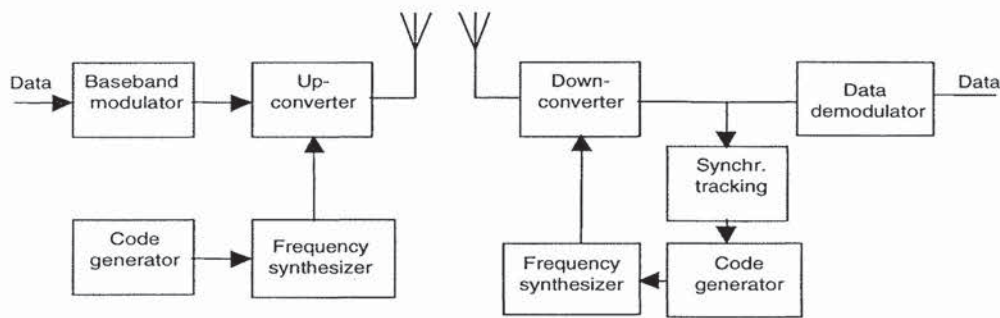 Data
Baseband
modulator
Up-
converter
Down-
converter
Data
demodulator
Data
Synchr.
tracking
Code
generator
Frequency
synthesizer
Frequency
synthesizer
Code
generator